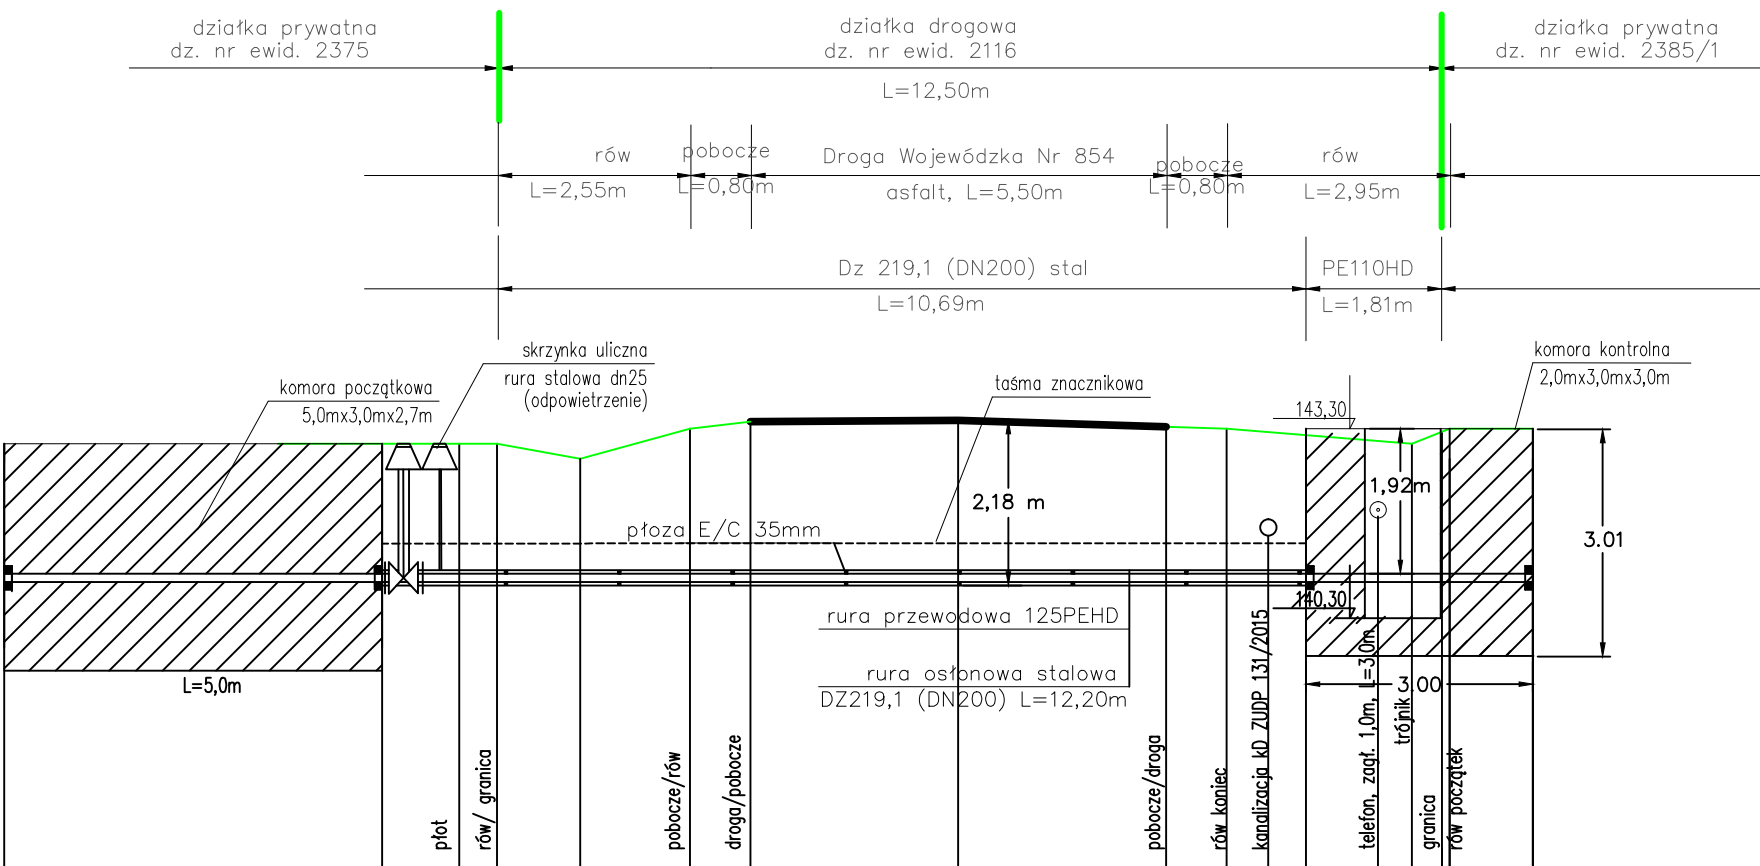 działka prywatna
dz. nr ewid. 2375
działka drogowa
dz. nr ewid. 2116
L=12,50m
działka prywatna
dz. nr ewid. 2385/1
rów
L=2,55m
pobocze
L=0,80m
Droga Wojewódzka Nr 854
asfalt, L=5,50m
pobocze
L=0,80m
rów
L=2,95m
Dz 219,1 (DN200) stal
L=10,69m
PE110HD
L=1,81m
skrzynka uliczna
rura stalowa dn25
(odpowietrzenie)
komora początkowa
5,0mx3,0mx2,7m
taśma znacznikowa
komora kontrolna
2,0mx3,0mx3,0m
143,30
1,92m
2,18 m
płoza E/C 35mm
3.01
140,30
rura przewodowa 125PEHD
rura osłonowa stalowa
DZ219,1 (DN200) L=12,20m
L=5,0m
3.00
płot
rów/ granica
pobocze/rów
droga/pobocze
pobocze/droga
rów koniec
kanalizacja kD ZUDP 131/2015
telefon, zagł. 1,0m, L=3,0m
trójnik
granica
rów początek